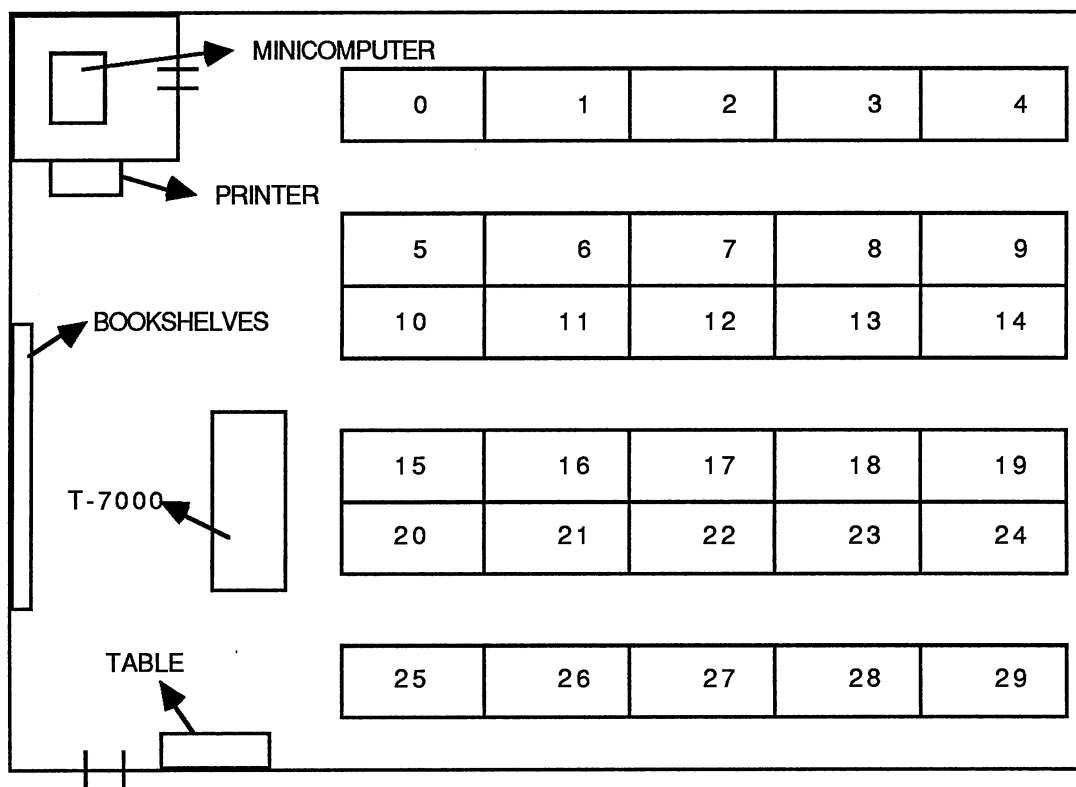 MINICOMPUTER
0 1 2 3 4
PRINTER
5 6 7 8 9
BOOKSHELVES
10 11 12 13 14
15 16 17 18 19
T-7000
20 21 22 23 24
TABLE
25 26 27 28 29